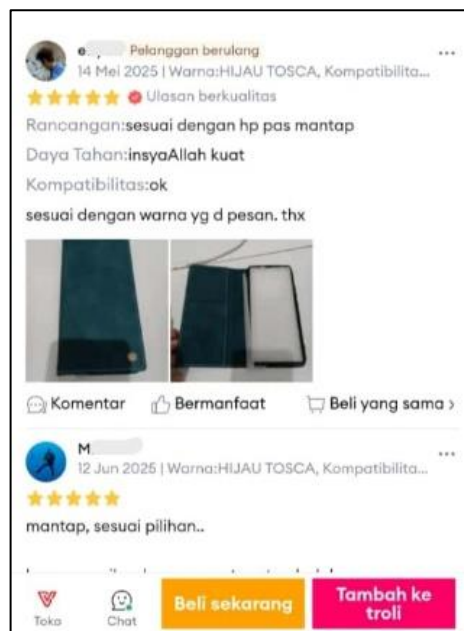 Pelanggan berulang
14 Mei 2025 | Warna:HIJAU TOSCA, Kompatibilita...
Ulasan berkualitas
Rancangan:sesuai dengan hp pas mantap
Daya Tahan:insyaAllah kuat
Kompatibilitas:ok
sesuai dengan warna yg d pesan. thx
Komentar Bermanfaat Beli yang sama >
M
12 Jun 2025 | Warna:HIJAU TOSCA, Kompatibilita...
mantap, sesuai pilihan..
Toko Chat Beli sekarang Tambah ke
troli